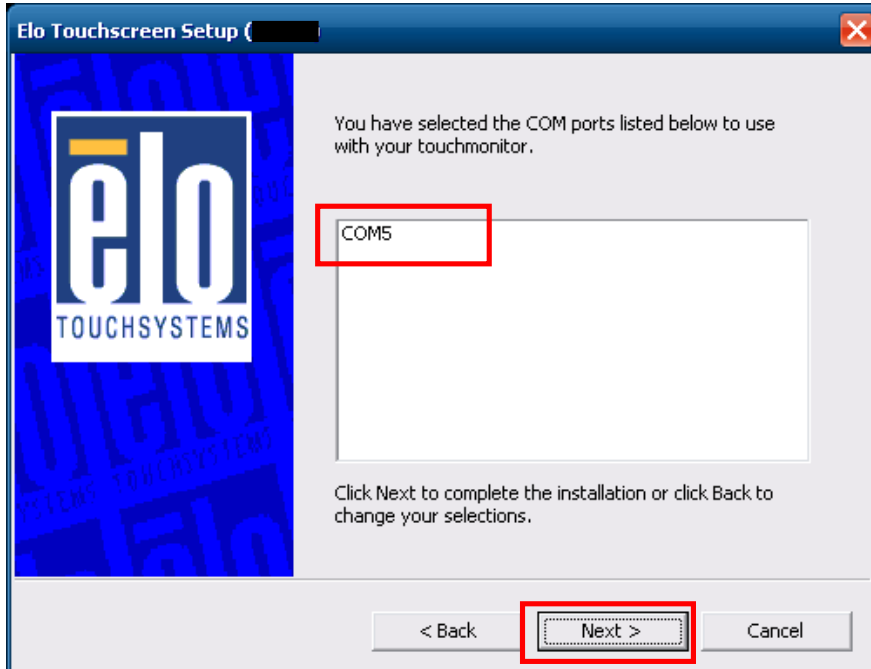 Elo Touchscreen Setup (
You have selected the COM ports listed below to use
with your touchmonitor.
COM5
ēlo
TOUCHSYSTEMS
Click Next to complete the installation or click Back to
change your selections.
< Back
Next >
Cancel